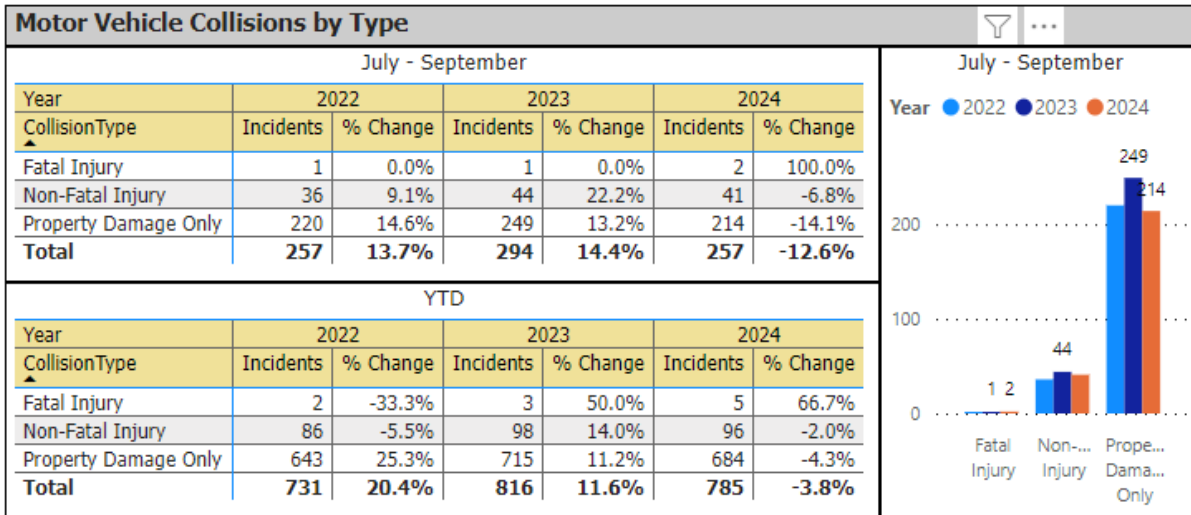 Motor Vehicle Collisions by Type
July - September
Year 2022 2023 2024
CollisionType Incidents % Change Incidents % Change Incidents % Change
Fatal Injury 1 0.0% 1 0.0% 2 100.0%
Non-Fatal Injury 36 9.1% 44 22.2% 41 -6.8%
Property Damage Only 220 14.6% 249 13.2% 214 -14.1%
Total 257 13.7% 294 14.4% 257 -12.6%
YTD
Year 2022 2023 2024
CollisionType Incidents % Change Incidents % Change Incidents % Change
Fatal Injury 2 -33.3% 3 50.0% 5 66.7%
Non-Fatal Injury 86 -5.5% 98 14.0% 96 -2.0%
Property Damage Only 643 25.3% 715 11.2% 684 -4.3%
Total 731 20.4% 816 11.6% 785 -3.8%
July - September
Year 2022 2023 2024
249
214
200
100
44
1 2
0
Fatal Non-... Prope...
Injury Injury Dama...
Only